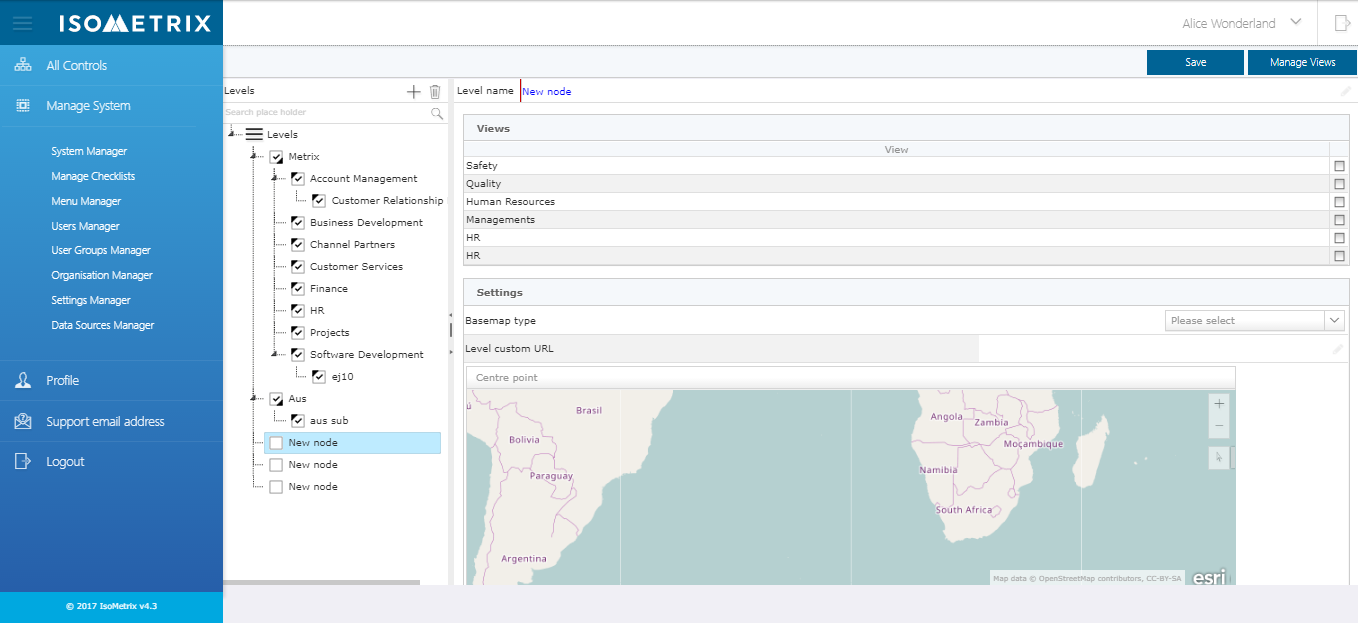 ISOMETRIX
Alice Wonderland
All Controls
Manage System
System Manager
Manage Checklists
Menu Manager
Users Manager
User Groups Manager
Organisation Manager
Settings Manager
Data Sources Manager
Profile
Support email address
Logout
© 2017 IsoMetrix v4.3
Save
Manage Views
Levels
Search place holder
Levels
Metrix
Account Management
Customer Relationship
Business Development
Channel Partners
Customer Services
Finance
HR
Projects
Software Development
ej10
Aus
aus sub
New node
New node
New node
Level name New node
Views
View
Safety
Quality
Human Resources
Managements
HR
HR
Settings
Basemap type Please select
Level custom URL
Centre point
Brasil
Bolivia
Paraguay
Argentina
Angola
Zambia
Moçambique
Namibia
South Africa
Map data © OpenStreetMap contributors, CC-BY-SA
esri